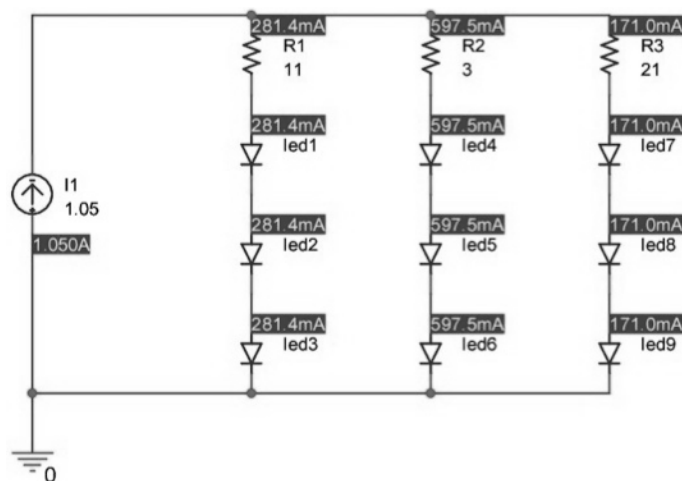 281.4mA 597.5mA 171.0mA
R1 R2 R3
11 3 21
281.4mA 597.5mA 171.0mA
led1 led4 led7
I1
1.05
281.4mA 597.5mA 171.0mA
1.050A
led2 led5 led8
281.4mA 597.5mA 171.0mA
led3 led6 led9
0